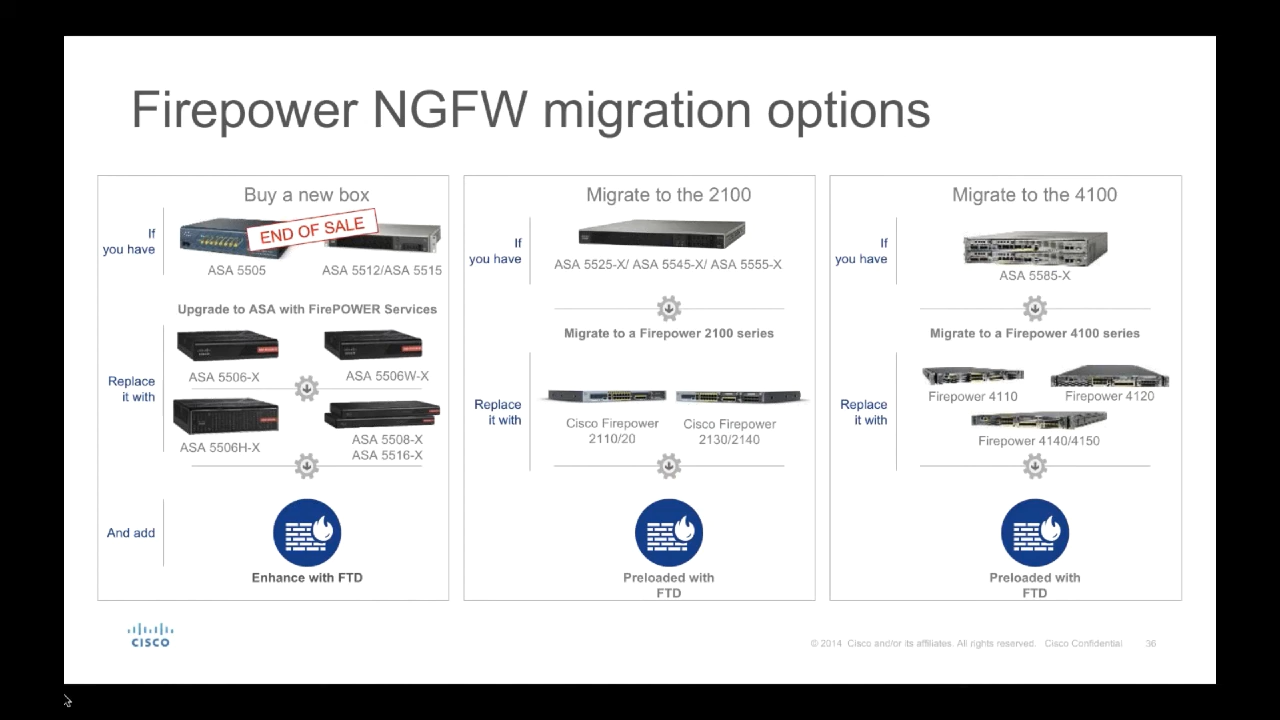 Firepower NGFW migration options
Buy a new box
If
you have
END OF SALE
ASA 5505
ASA 5512/ASA 5515
Upgrade to ASA with FirePOWER Services
Replace
it with
ASA 5506-X
ASA 5506W-X
ASA 5506H-X
ASA 5508-X
ASA 5516-X
And add
Enhance with FTD
Migrate to the 2100
If
you have
ASA 5525-X/ ASA 5545-X/ ASA 5555-X
Migrate to a Firepower 2100 series
Replace
it with
Cisco Firepower
2110/20
Cisco Firepower
2130/2140
Preloaded with
FTD
Migrate to the 4100
If
you have
ASA 5585-X
Migrate to a Firepower 4100 series
Replace
it with
Firepower 4110
Firepower 4120
Firepower 4140/4150
Preloaded with
FTD
CISCO
© 2014 Cisco and/or its affiliates. All rights reserved. Cisco Confidential
36